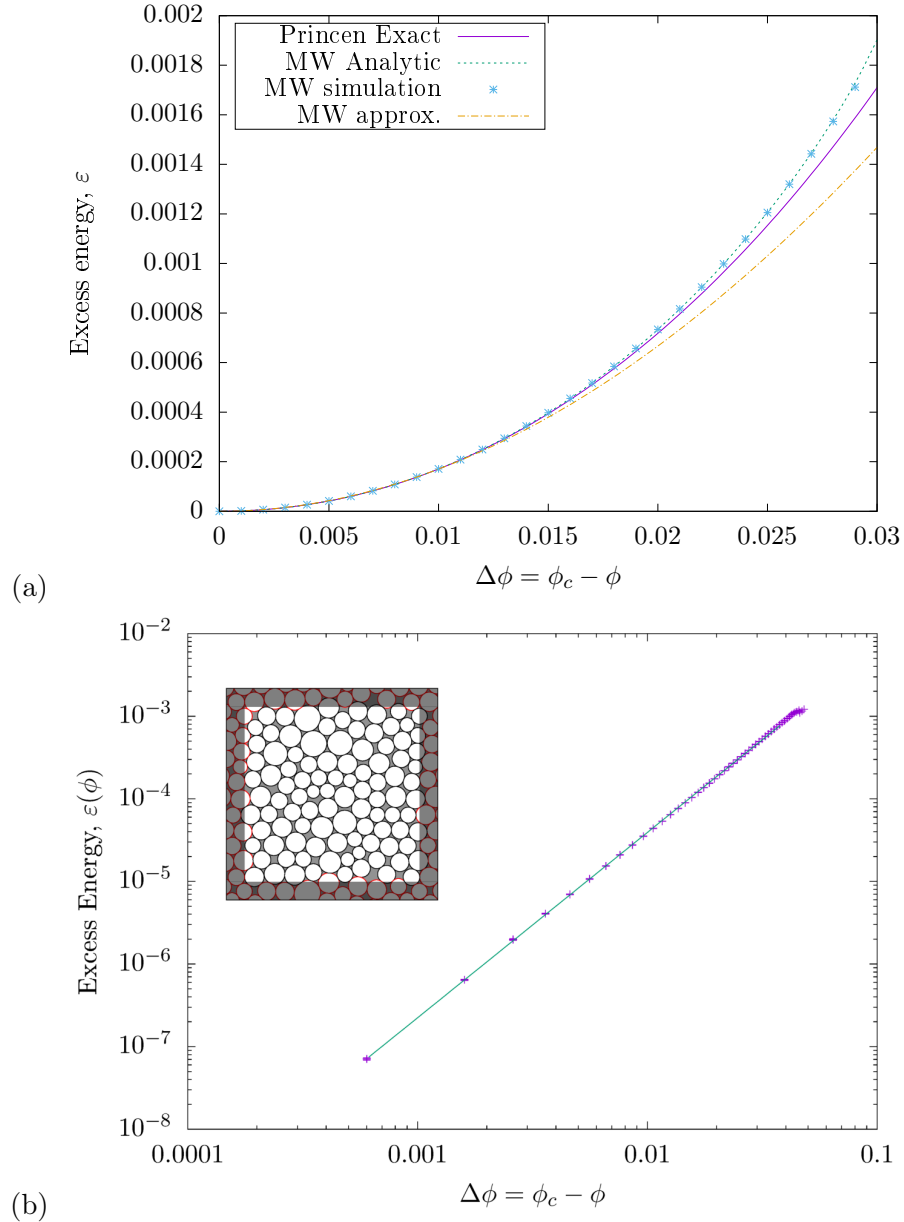 0.002
0.0018
0.0016
0.0014
0.0012
0.001
0.0008
0.0006
0.0004
0.0002
0
Excess energy, ε
Princen Exact
MW Analytic
MW simulation
MW approx.
0 0.005 0.01 0.015 0.02 0.025 0.03
Δϕ = ϕ_c − ϕ
(a)
10⁻²
10⁻³
10⁻⁴
10⁻⁵
10⁻⁶
10⁻⁷
10⁻⁸
Excess Energy, ε(ϕ)
0.0001 0.001 0.01 0.1
Δϕ = ϕ_c − ϕ
(b)